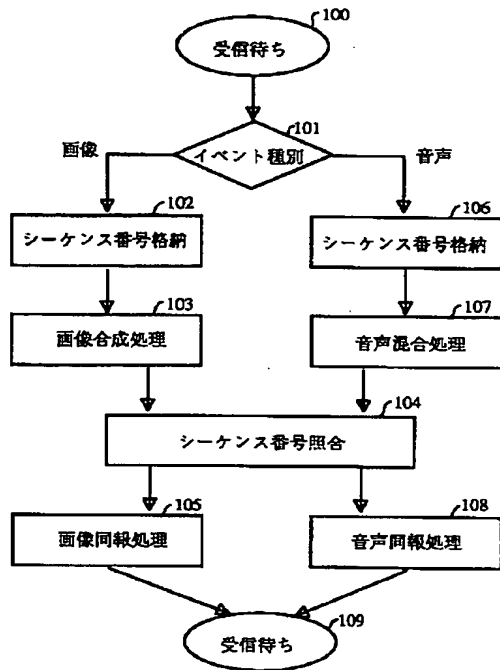 100
受信待ち
101
イベント種別
画像
音声
102
シーケンス番号格納
106
シーケンス番号格納
103
画像合成処理
107
音声混合処理
104
シーケンス番号照合
105
画像同報処理
108
音声同報処理
109
受信待ち